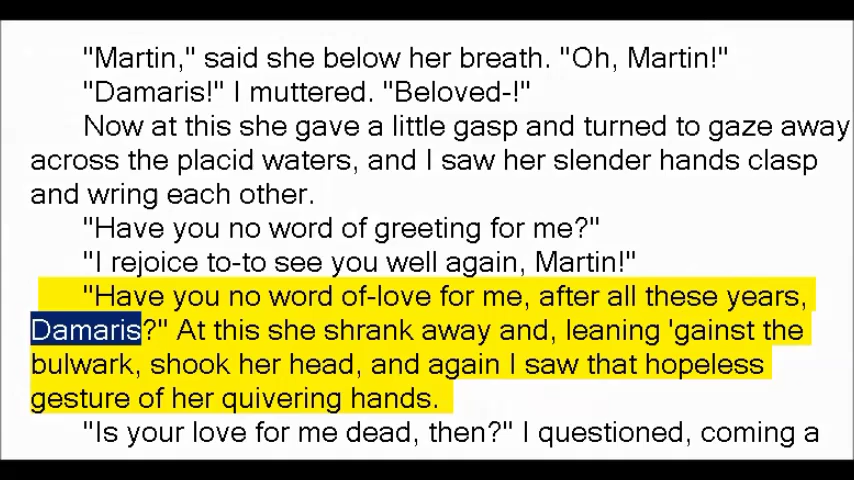 "Martin," said she below her breath. "Oh, Martin!"
"Damaris!" I muttered. "Beloved-!"
Now at this she gave a little gasp and turned to gaze away
across the placid waters, and I saw her slender hands clasp
and wring each other.
"Have you no word of greeting for me?"
"I rejoice to-to see you well again, Martin!"
"Have you no word of-love for me, after all these years,
Damaris?" At this she shrank away and, leaning 'gainst the
bulwark, shook her head, and again I saw that hopeless
gesture of her quivering hands.
"Is your love for me dead, then?" I questioned, coming a